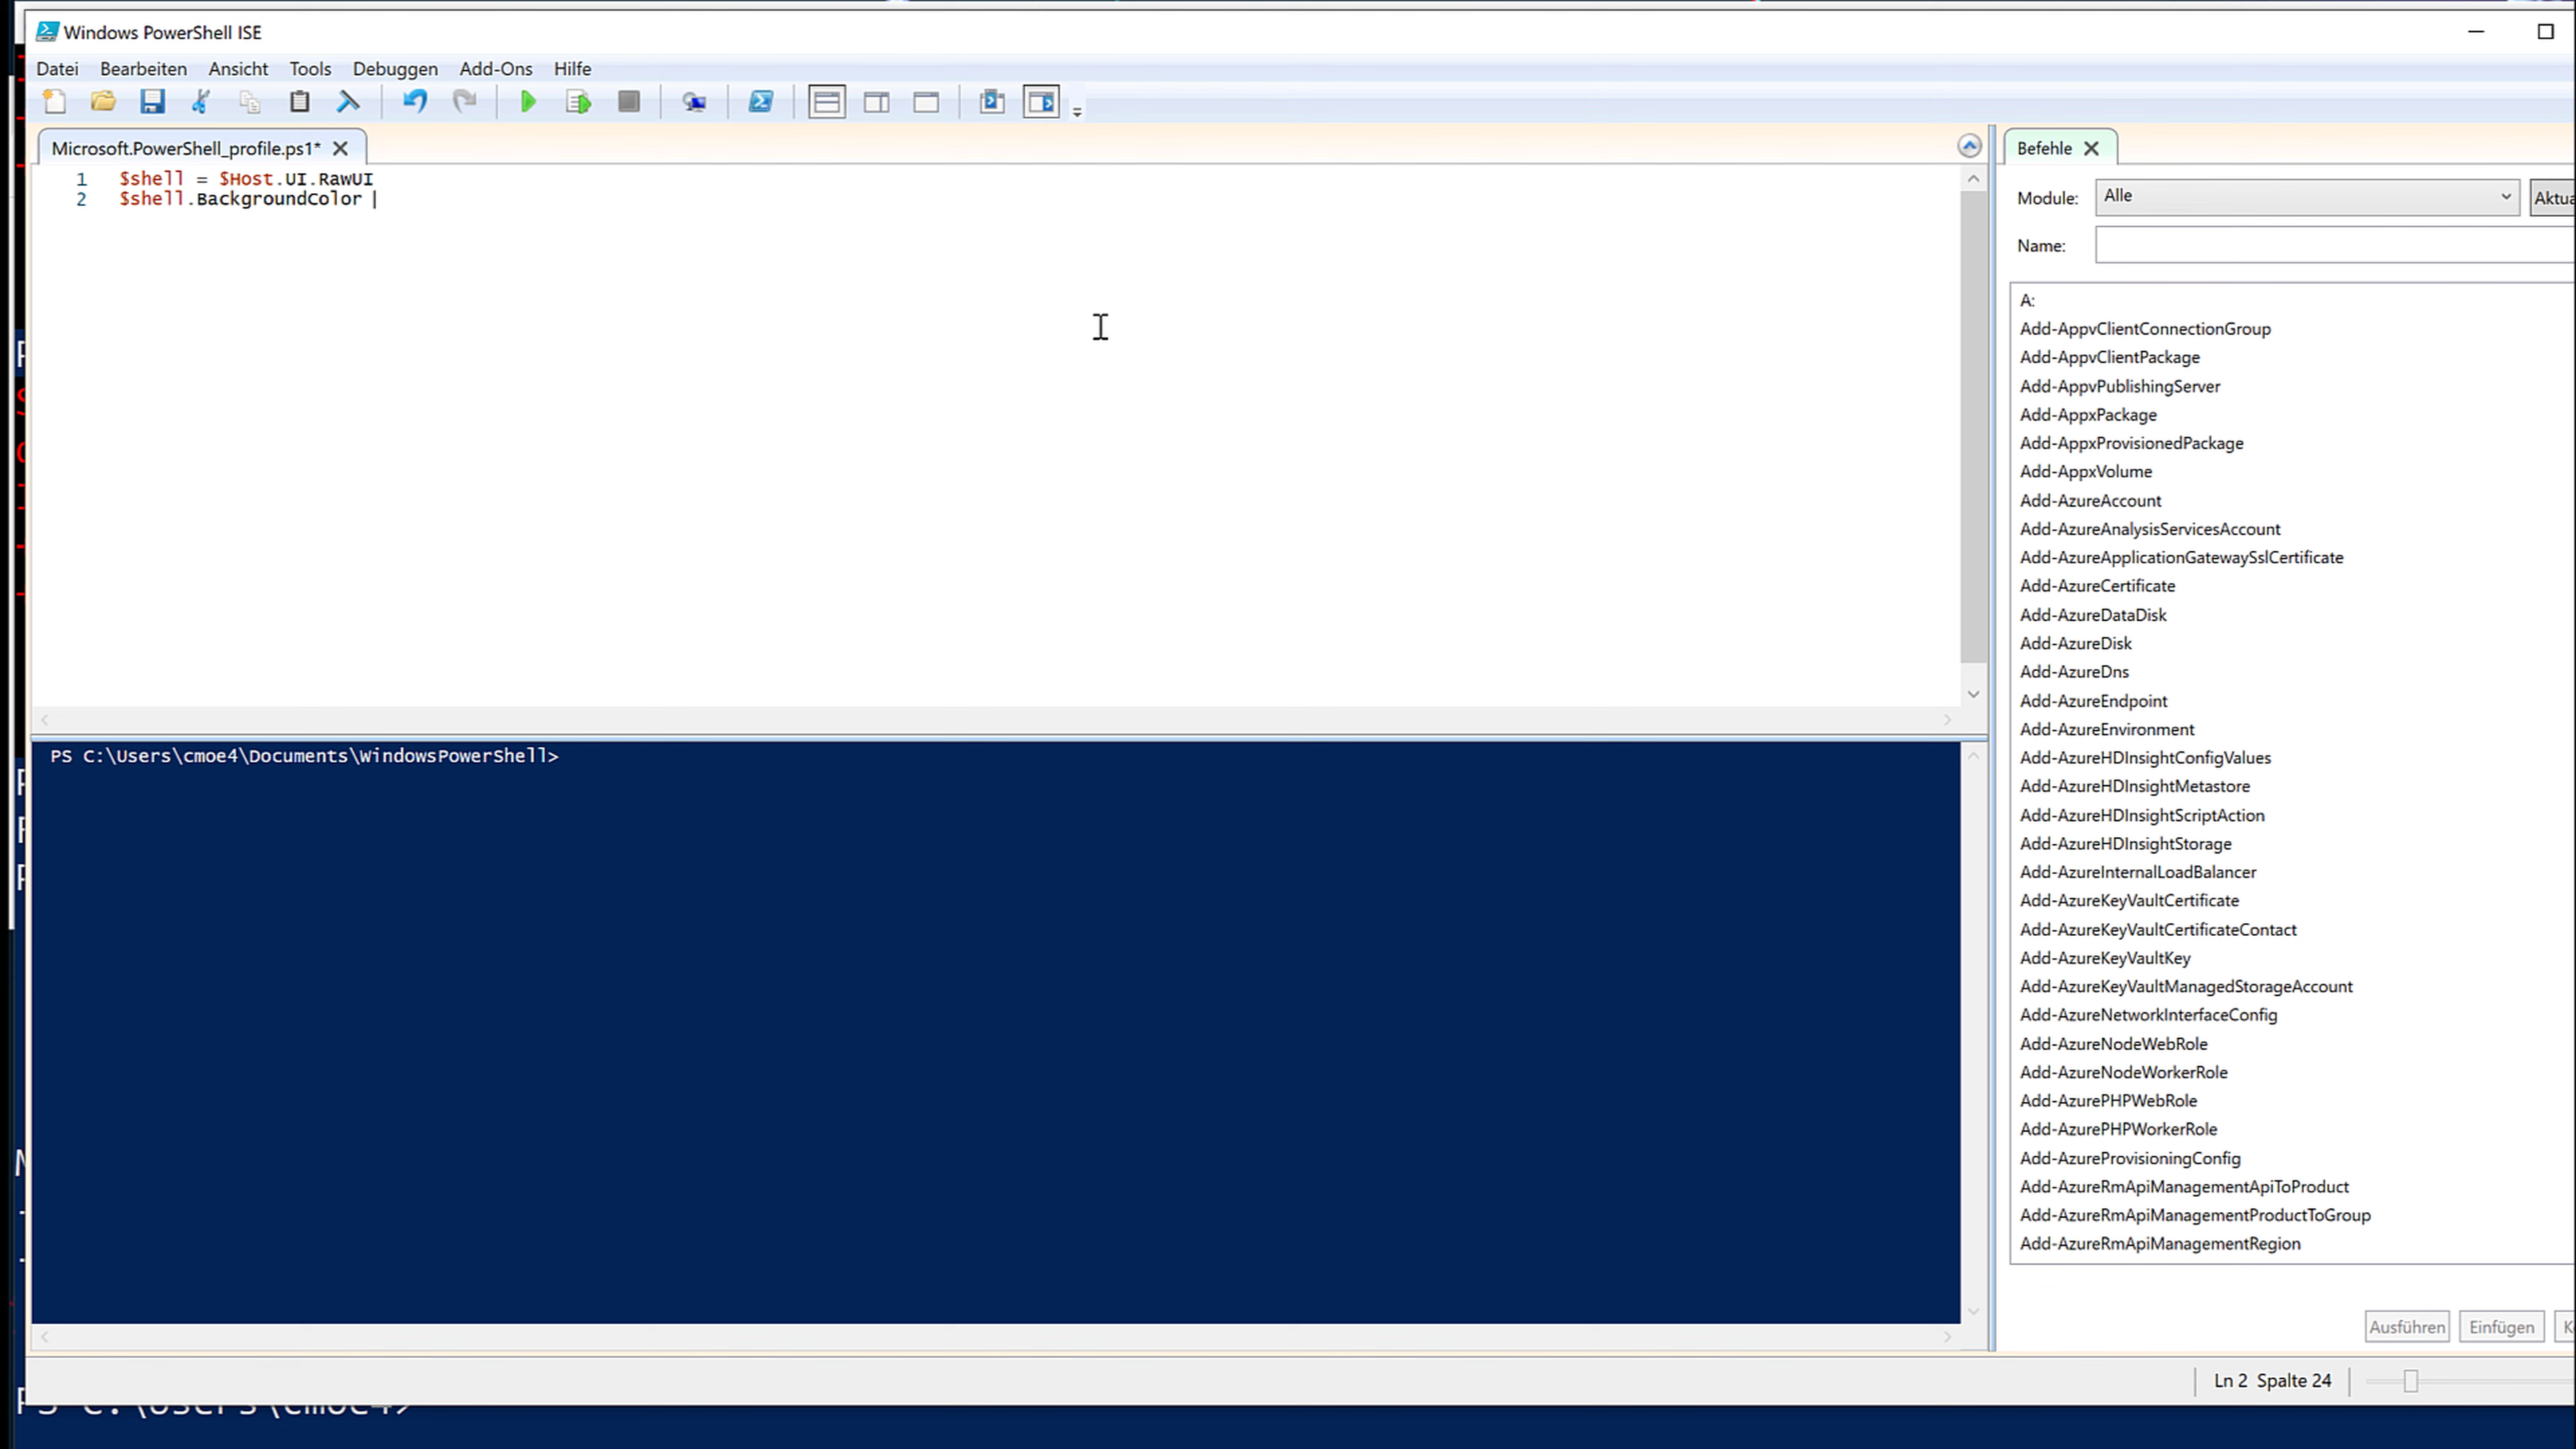 Windows PowerShell ISE
Datei Bearbeiten Ansicht Tools Debuggen Add-Ons Hilfe
Microsoft.PowerShell_profile.ps1*
1 $shell = $Host.UI.RawUI
2 $shell.BackgroundColor
PS C:\Users\cmoe4\Documents\WindowsPowerShell>
Befehle
Module: Alle
Name:
A:
Add-AppvClientConnectionGroup
Add-AppvClientPackage
Add-AppvPublishingServer
Add-AppxPackage
Add-AppxProvisionedPackage
Add-AppxVolume
Add-AzureAccount
Add-AzureAnalysisServicesAccount
Add-AzureApplicationGatewaySslCertificate
Add-AzureCertificate
Add-AzureDataDisk
Add-AzureDisk
Add-AzureDns
Add-AzureEndpoint
Add-AzureEnvironment
Add-AzureHDInsightConfigValues
Add-AzureHDInsightMetastore
Add-AzureHDInsightScriptAction
Add-AzureHDInsightStorage
Add-AzureInternalLoadBalancer
Add-AzureKeyVaultCertificate
Add-AzureKeyVaultCertificateContact
Add-AzureKeyVaultKey
Add-AzureKeyVaultManagedStorageAccount
Add-AzureNetworkInterfaceConfig
Add-AzureNodeWebRole
Add-AzureNodeWorkerRole
Add-AzurePHPWebRole
Add-AzurePHPWorkerRole
Add-AzureProvisioningConfig
Add-AzureRmApiManagementApiToProduct
Add-AzureRmApiManagementProductToGroup
Add-AzureRmApiManagementRegion
Ausführen Einfügen
Ln 2 Spalte 24
PS C:\Users\cmoe4>